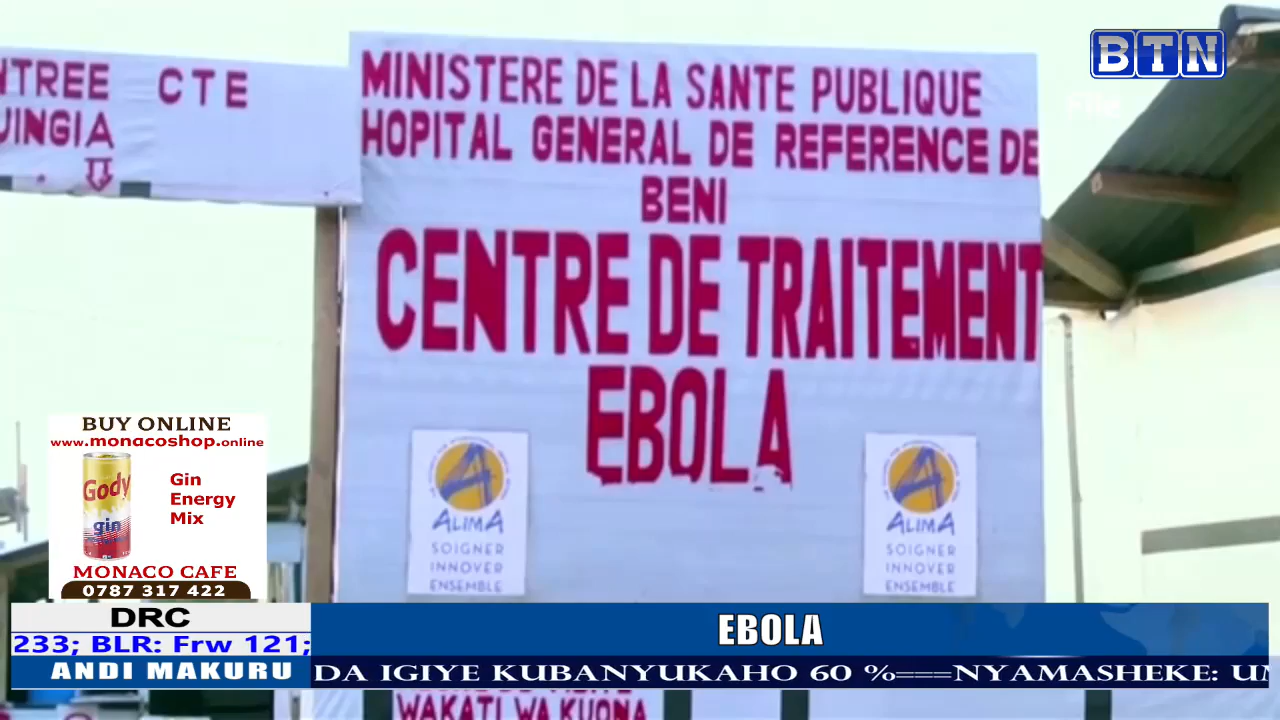 BTN
File
NTREE CTE
UINGIA
MINISTERE DE LA SANTE PUBLIQUE
HOPITAL GENERAL DE REFERENCE DE
BENI
CENTRE DE TRAITEMENT
EBOLA
ALIMA
SOIGNER
INNOVER
ENSEMBLE
ALIMA
SOIGNER
INNOVER
ENSEMBLE
BUY ONLINE
www.monacoshop.online
Gody
gin
Gin
Energy
Mix
MONACO CAFE
0787 317 422
DRC
EBOLA
233; BLR: Frw 121;
ANDI MAKURU
DA IGIYE KUBANYUKAHO 60 %===NYAMASHEKE: UM
WAKATI WA KUONA